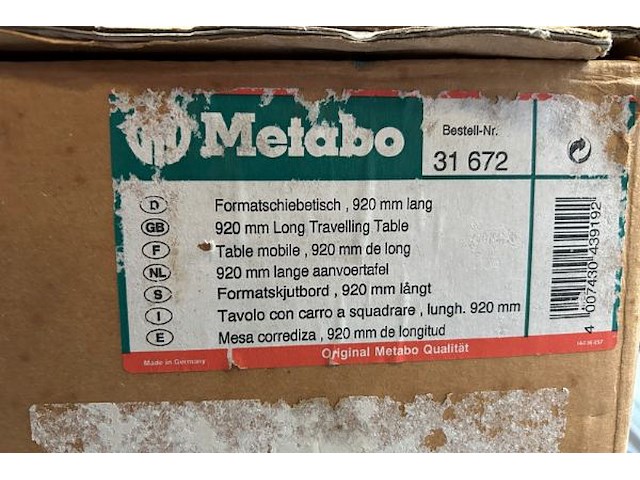 Metabo
Bestell-Nr.
31 672
D Formatschiebetisch , 920 mm lang
GB 920 mm Long Travelling Table
F Table mobile , 920 mm de long
NL 920 mm lange aanvoertafel
S Formatskjutbord , 920 mm långt
I Tavolo con carro a squadrare , lungh. 920 mm
E Mesa corrediza , 920 mm de longitud
4 007430 439192
Made in Germany
Original Metabo Qualität